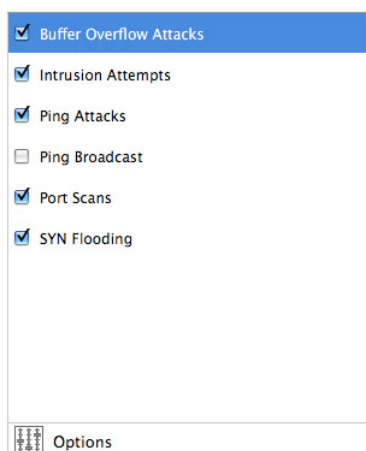 Buffer Overflow Attacks
Intrusion Attempts
Ping Attacks
Ping Broadcast
Port Scans
SYN Flooding
Options